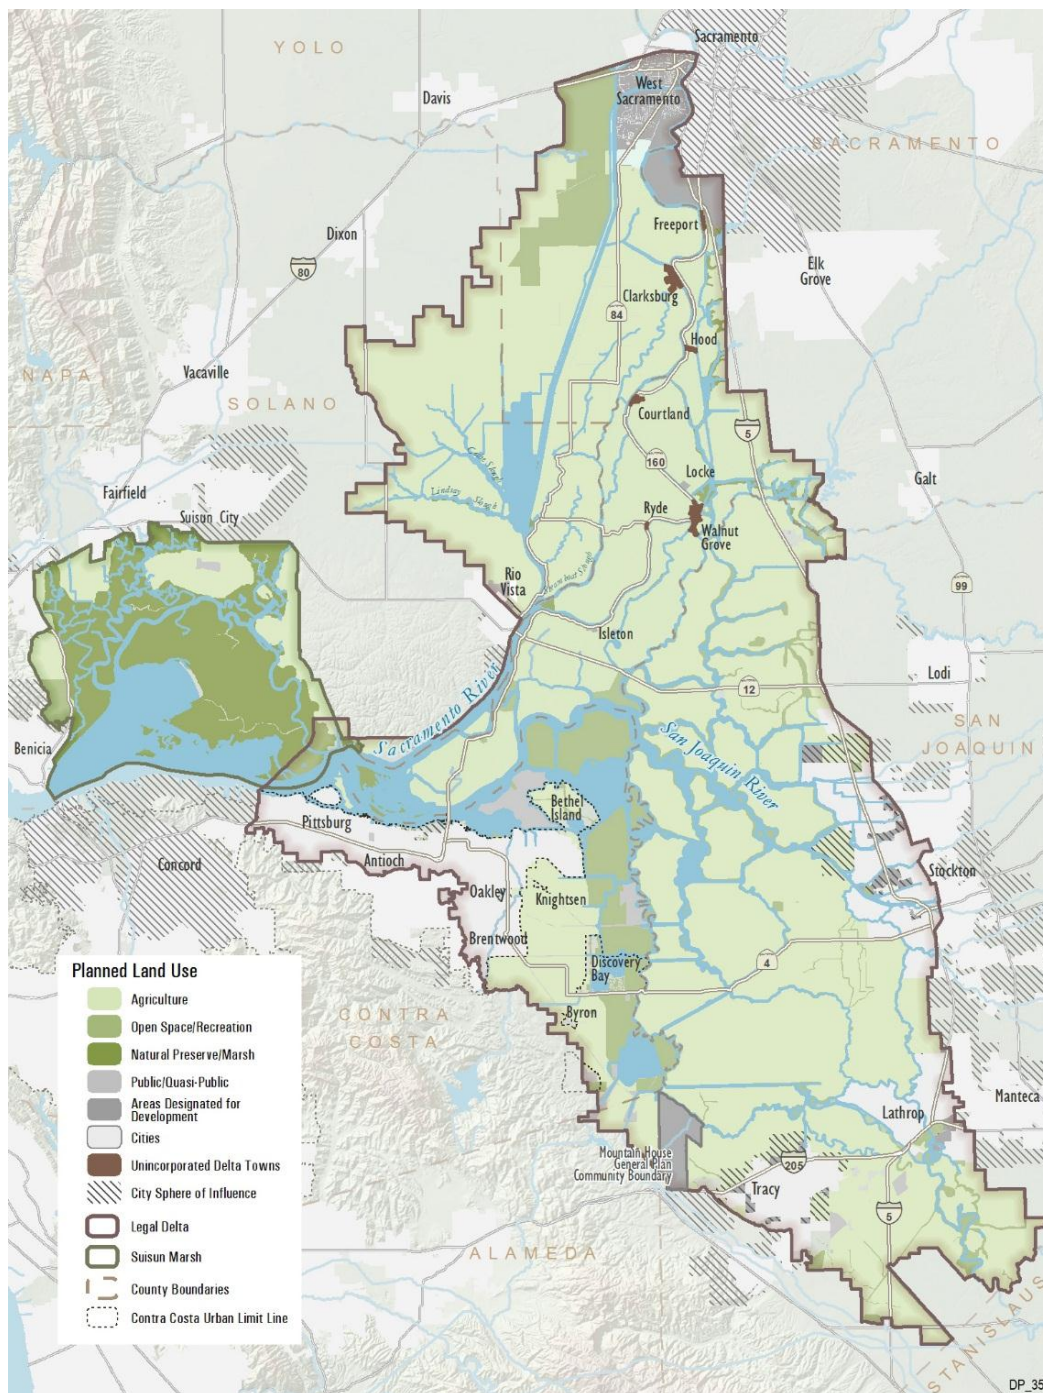 YOLO
Sacramento
West
Sacramento
Davis
SACRAMENTO
Freeport
Dixon
80
Elk
Grove
Clarksburg
84
Hood
NAPA
Vacaville
SOLANO
Courtland
5
160
Cache Slough
Lindsay Slough
Locke
Galt
Fairfield
Suisun City
Ryde
Walnut
Grove
Steamboat Slough
Rio
Vista
99
Isleton
Lodi
12
Sacramento River
SAN
JOAQUIN
Benicia
San Joaquin River
Bethel
Island
Pittsburg
Concord
Antioch
Stockton
Oakley
Knightsen
Brentwood
Discovery
Bay
4
Byron
CONTRA
COSTA
Manteca
Lathrop
Mountain House
General Plan
Community Boundary
205
Tracy
5
ALAMEDA
STANISLAUS
Planned Land Use
Agriculture
Open Space/Recreation
Natural Preserve/Marsh
Public/Quasi-Public
Areas Designated for
Development
Cities
Unincorporated Delta Towns
City Sphere of Influence
Legal Delta
Suisun Marsh
County Boundaries
Contra Costa Urban Limit Line
DP_35